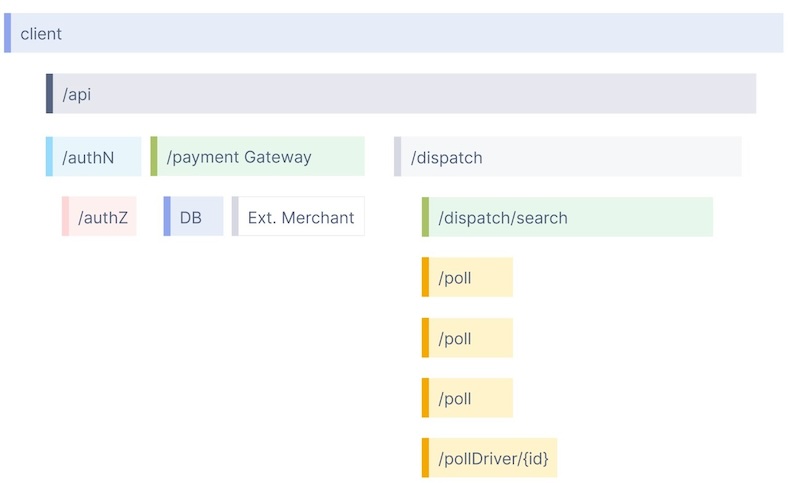 client
/api
/authN
/payment Gateway
/dispatch
/authZ
DB
Ext. Merchant
/dispatch/search
/poll
/poll
/poll
/pollDriver/{id}